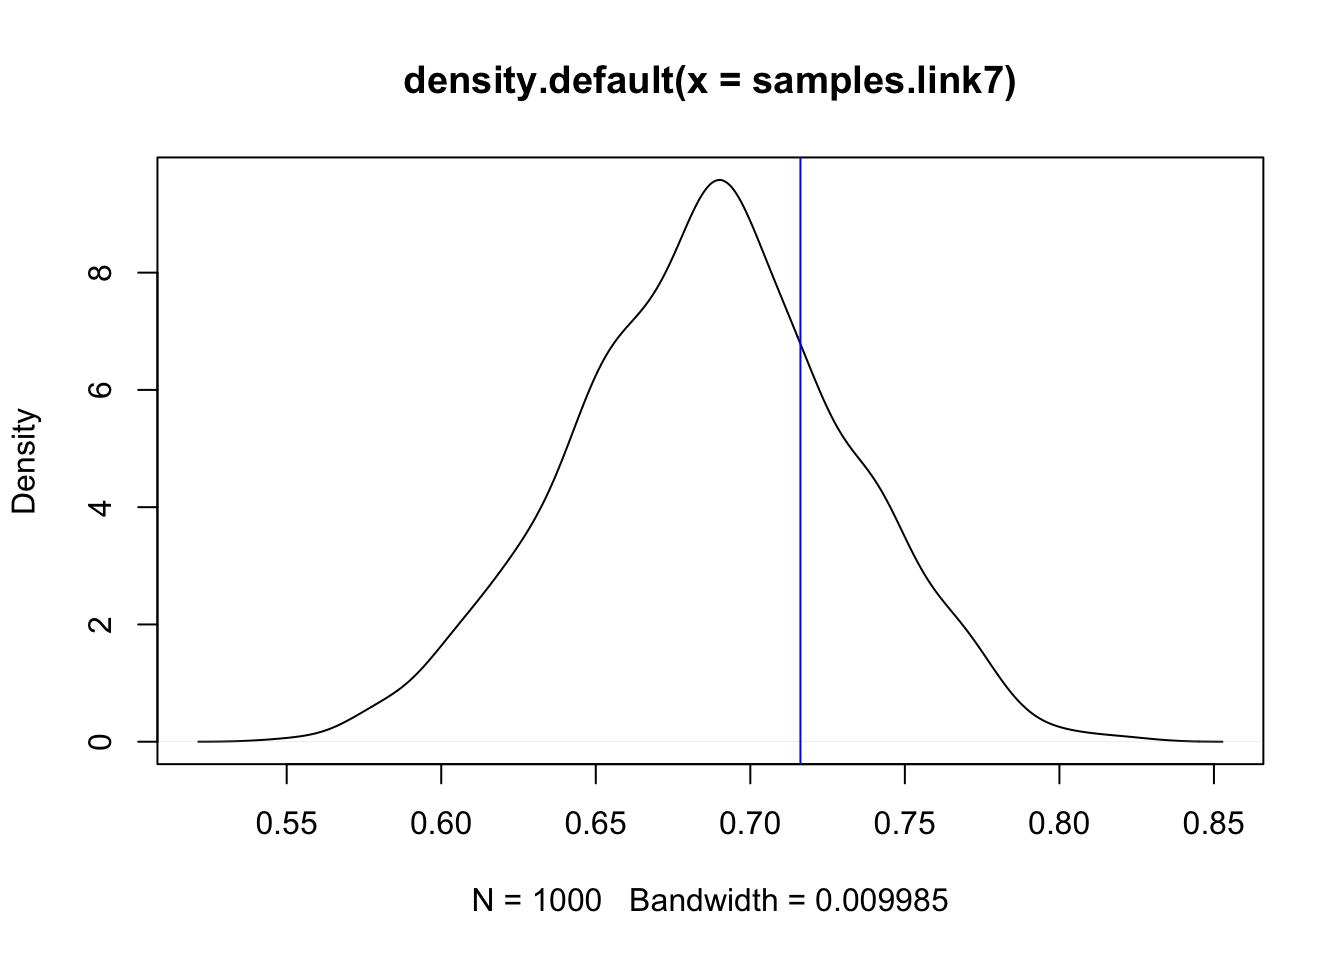 density.default(x = samples.link7)
Density
8
6
4
2
0
0.55 0.60 0.65 0.70 0.75 0.80 0.85
N = 1000 Bandwidth = 0.009985